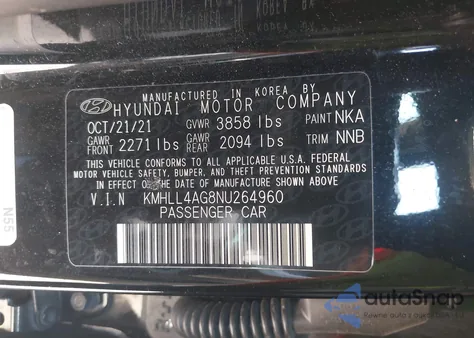 MANUFACTURED IN KOREA BY
HYUNDAI MOTOR COMPANY
OCT/21/21 GVWR 3858 lbs PAINT NKA
GAWR FRONT 2271 lbs GAWR REAR 2094 lbs TRIM NNB
THIS VEHICLE CONFORMS TO ALL APPLICABLE U.S.A. FEDERAL
MOTOR VEHICLE SAFETY, BUMPER, AND THEFT PREVENTION STANDARDS
IN EFFECT ON THE DATE OF MANUFACTURE SHOWN ABOVE.
V.I.N KMHLL4AG8NU264960
PASSENGER CAR
N55
autoSnap